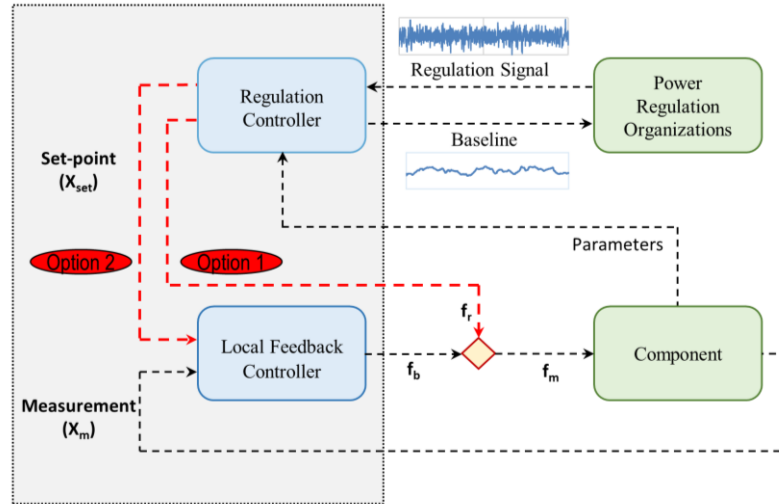 Regulation Signal
Regulation
Controller
Power
Regulation
Organizations
Baseline
Set-point
(Xset)
Parameters
Option 2
Option 1
fr
Local Feedback
Controller
fb
fm
Component
Measurement
(Xm)